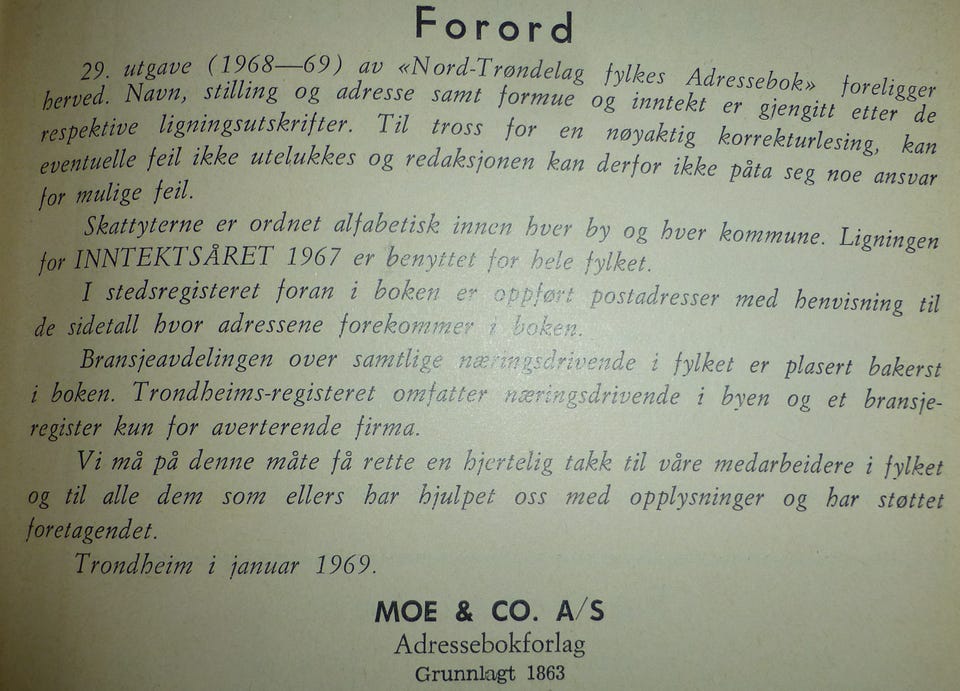 Forord
29. utgave (1968—69) av «Nord-Trøndelag fylkes Adressebok» foreligger
herved. Navn, stilling og adresse samt formue og inntekt er gjengitt etter de
respektive ligningsutskrifter. Til tross for en nøyaktig korrekturlesing, kan
eventuelle feil ikke utelukkes og redaksjonen kan derfor ikke påta seg noe ansvar
for mulige feil.
Skattyterne er ordnet alfabetisk innen hver by og hver kommune. Ligningen
for INNTEKTSÅRET 1967 er benyttet for hele fylket.
I stedsregisteret foran i boken er oppført postadresser med henvisning til
de sidetall hvor adressene forekommer i boken.
Bransjeavdelingen over samtlige næringsdrivende i fylket er plasert bakerst
i boken. Trondheims-registeret omfatter næringsdrivende i byen og et bransje-
register kun for averterende firma.
Vi må på denne måte få rette en hjertelig takk til våre medarbeidere i fylket
og til alle dem som ellers har hjulpet oss med opplysninger og har støttet
foretagendet.
Trondheim i januar 1969.
MOE & CO. A/S
Adressebokforlag
Grunnlagt 1863